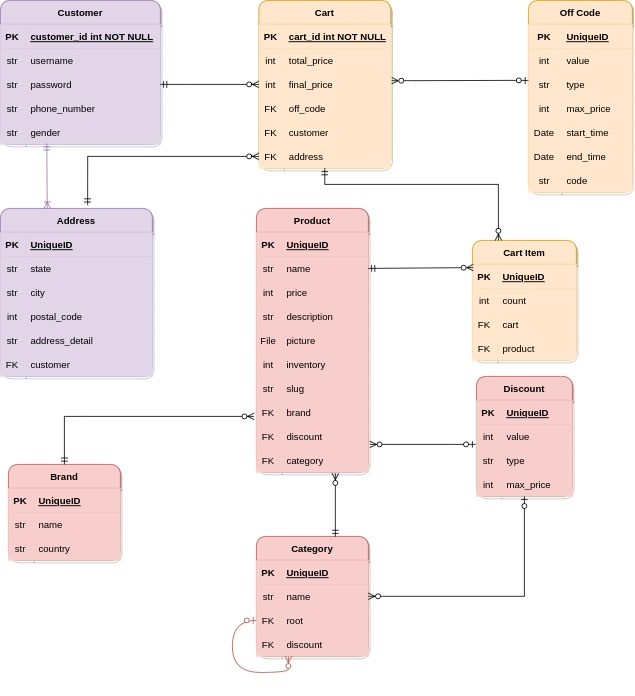 Customer
PK customer_id int NOT NULL
str username
str password
str phone_number
str gender
Cart
PK cart_id int NOT NULL
int total_price
int final_price
FK off_code
FK customer
FK address
Off Code
PK UniqueID
int value
str type
int max_price
Date start_time
Date end_time
str code
Address
PK UniqueID
str state
str city
int postal_code
str address_detail
FK customer
Product
PK UniqueID
str name
int price
str description
File picture
int inventory
str slug
FK brand
FK discount
FK category
Cart Item
PK UniqueID
int count
FK cart
FK product
Discount
PK UniqueID
int value
str type
int max_price
Brand
PK UniqueID
str name
str country
Category
PK UniqueID
str name
FK root
FK discount